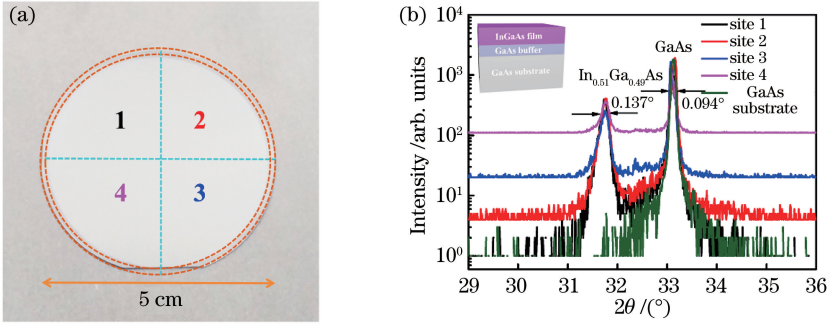 (a)
1
2
4
3
5 cm
(b)
Intensity /arb. units
10⁴
10³
10²
10¹
10⁰
InGaAs film
GaAs buffer
GaAs substrate
GaAs
In₀.₅₁Ga₀.₄₉As
0.137°
0.094°
site 1
site 2
site 3
site 4
GaAs
substrate
29
30
31
32
33
34
35
36
2θ /(°)